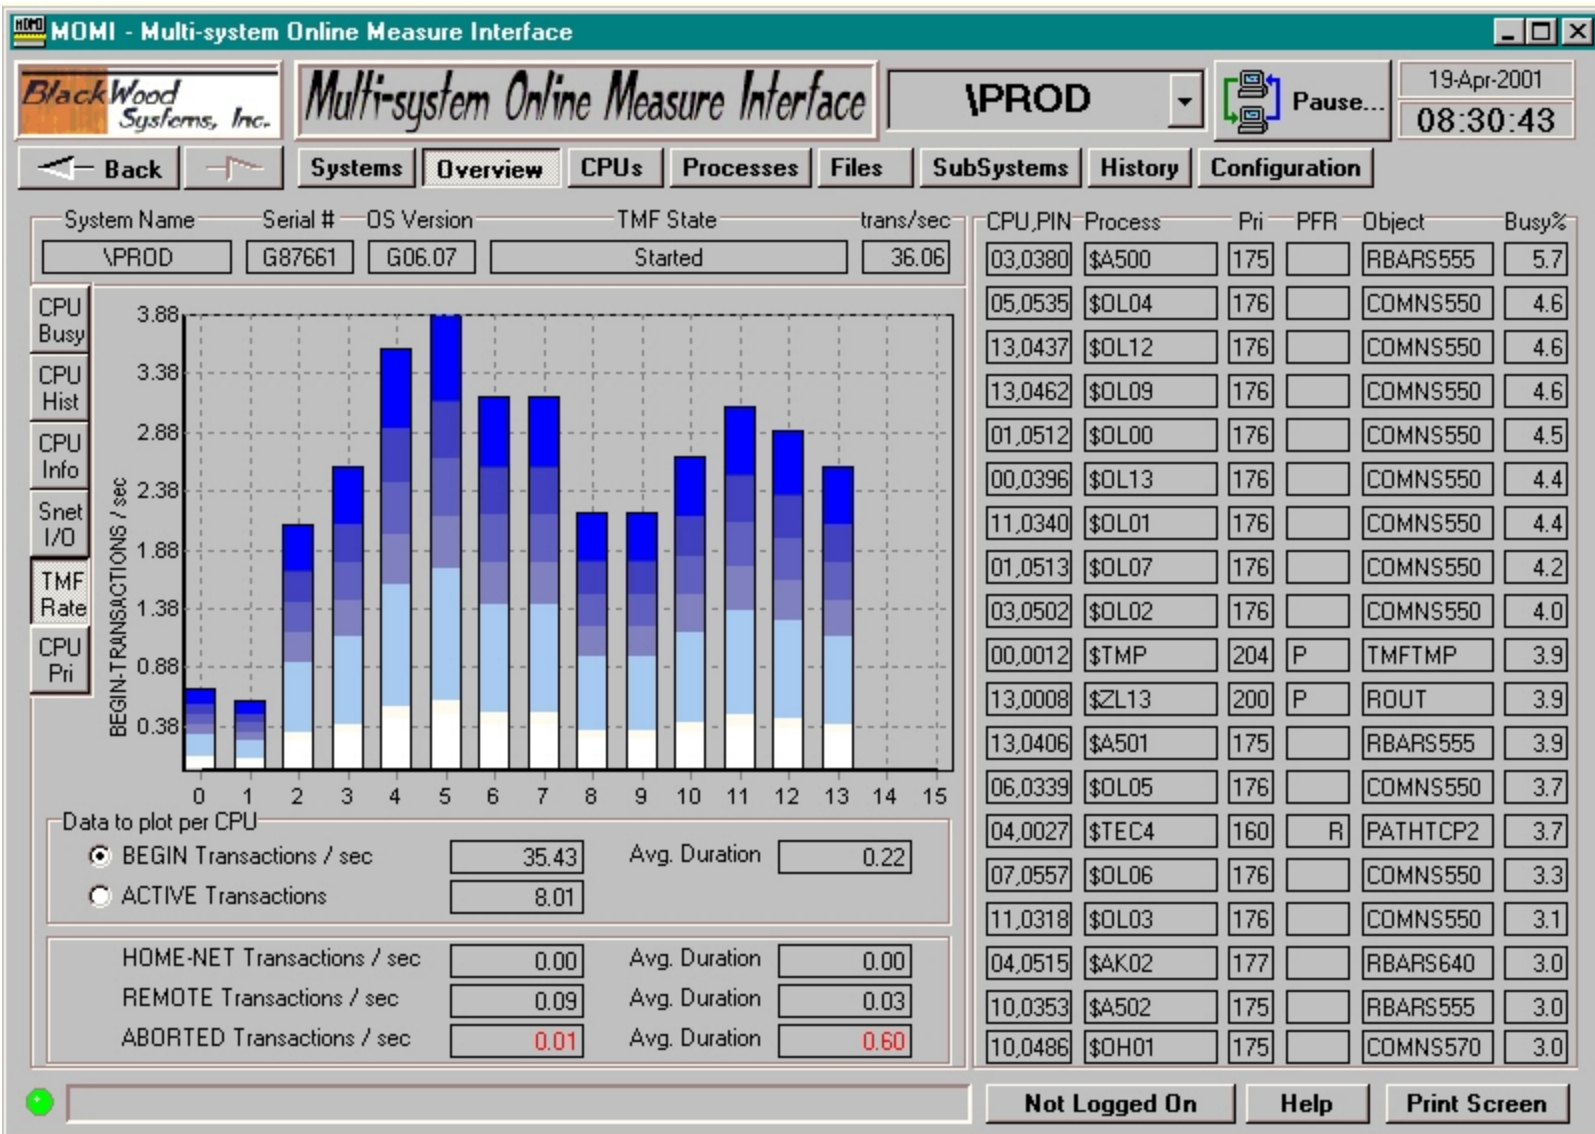 MOMI - Multi-system Online Measure Interface
BlackWood Systems, Inc.
Multi-system Online Measure Interface
\PROD
Pause...
19-Apr-2001
08:30:43
Back
Systems Overview CPUs Processes Files SubSystems History Configuration
System Name Serial # OS Version TMF State trans/sec
\PROD G87661 G06.07 Started 36.06
CPU Busy
CPU Hist
CPU Info
Snet I/O
TMF Rate
CPU Pri
BEGIN-TRANSACTIONS / sec
3.88
3.38
2.88
2.38
1.88
1.38
0.88
0.38
0 1 2 3 4 5 6 7 8 9 10 11 12 13 14 15
Data to plot per CPU
BEGIN Transactions / sec 35.43 Avg. Duration 0.22
ACTIVE Transactions 8.01
HOME-NET Transactions / sec 0.00 Avg. Duration 0.00
REMOTE Transactions / sec 0.09 Avg. Duration 0.03
ABORTED Transactions / sec 0.01 Avg. Duration 0.60
CPU,PIN Process Pri PFR Object Busy%
03,0380 $A500 175 RBARS555 5.7
05,0535 $OL04 176 COMNS550 4.6
13,0437 $OL12 176 COMNS550 4.6
13,0462 $OL09 176 COMNS550 4.6
01,0512 $OL00 176 COMNS550 4.5
00,0396 $OL13 176 COMNS550 4.4
11,0340 $OL01 176 COMNS550 4.4
01,0513 $OL07 176 COMNS550 4.2
03,0502 $OL02 176 COMNS550 4.0
00,0012 $TMP 204 P TMFTMP 3.9
13,0008 $ZL13 200 P ROUT 3.9
13,0406 $A501 175 RBARS555 3.9
06,0339 $OL05 176 COMNS550 3.7
04,0027 $TEC4 160 R PATHTCP2 3.7
07,0557 $OL06 176 COMNS550 3.3
11,0318 $OL03 176 COMNS550 3.1
04,0515 $AK02 177 RBARS640 3.0
10,0353 $A502 175 RBARS555 3.0
10,0486 $OH01 175 COMNS570 3.0
Not Logged On Help Print Screen